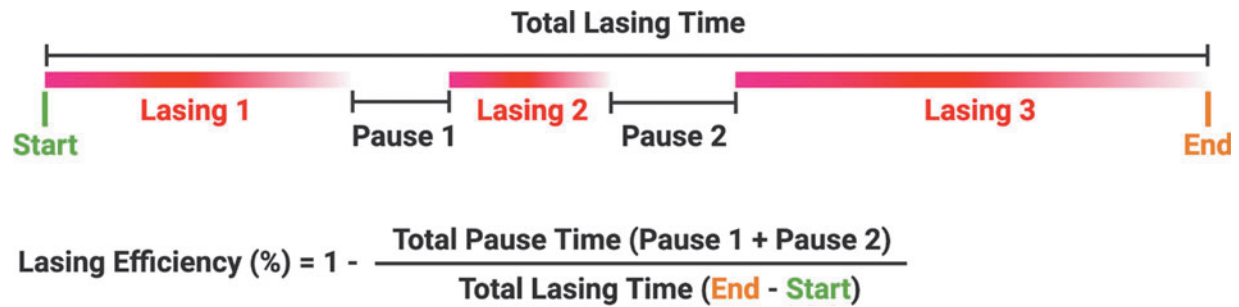 Total Lasing Time
Lasing 1
Lasing 2
Lasing 3
Start
Pause 1
Pause 2
End
Lasing Efficiency (%) = 1 - Total Pause Time (Pause 1 + Pause 2)
Total Lasing Time (End - Start)